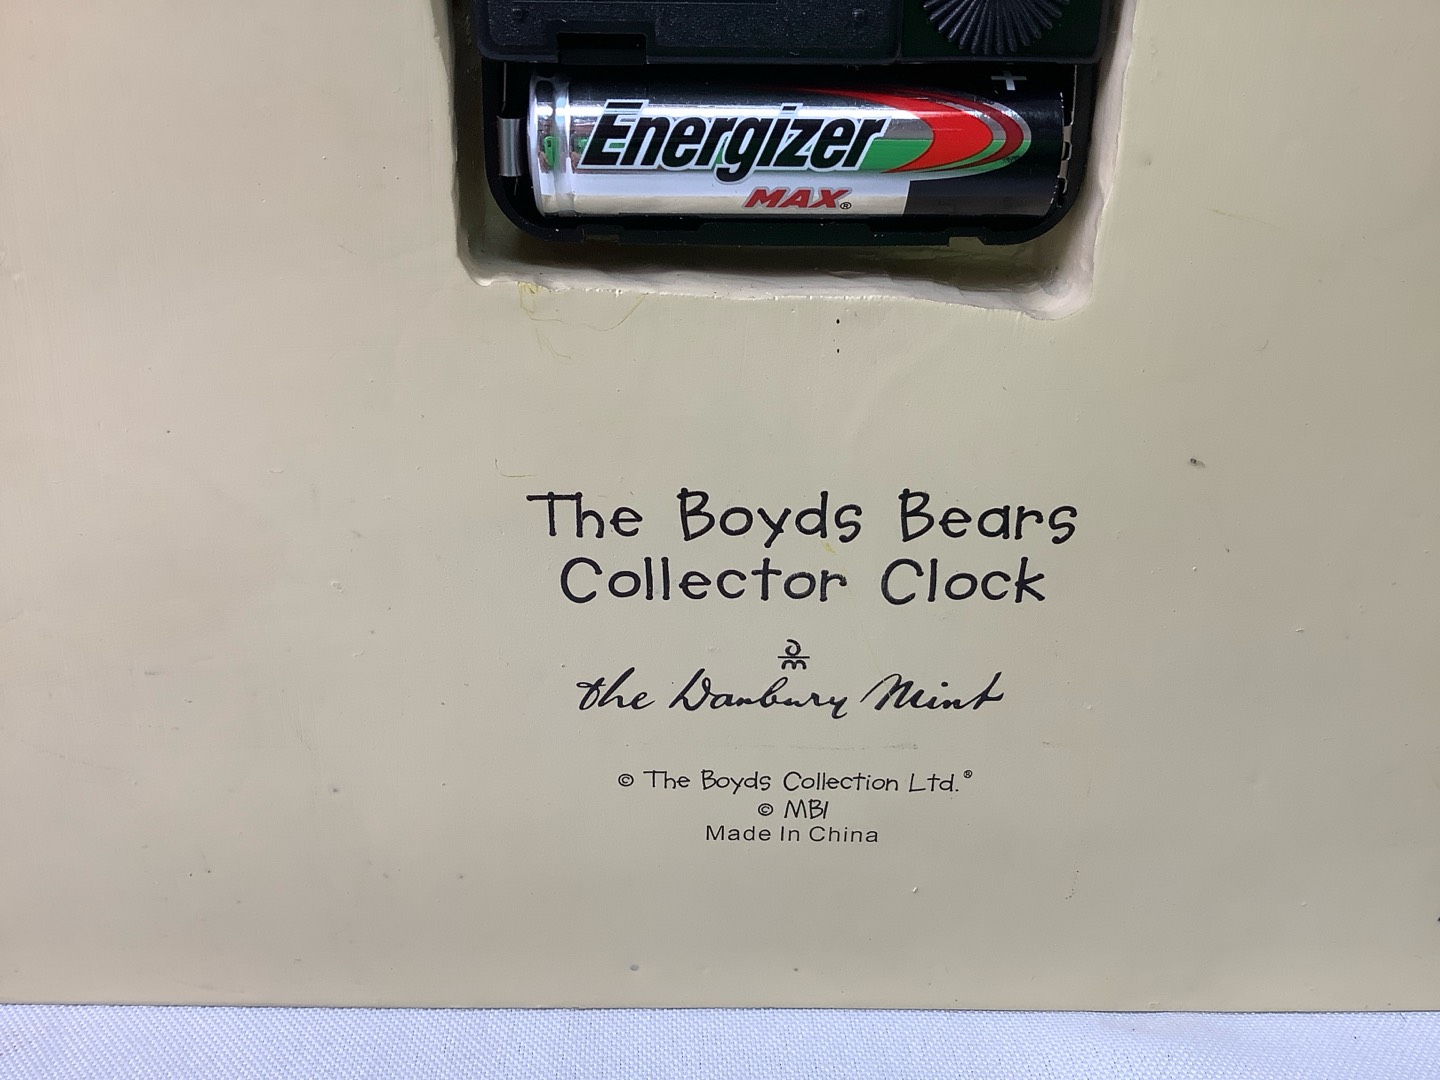 +
Energizer
MAX®
The Boyds Bears
Collector Clock
the Danbury Mint
© The Boyds Collection Ltd.®
© MBI
Made In China